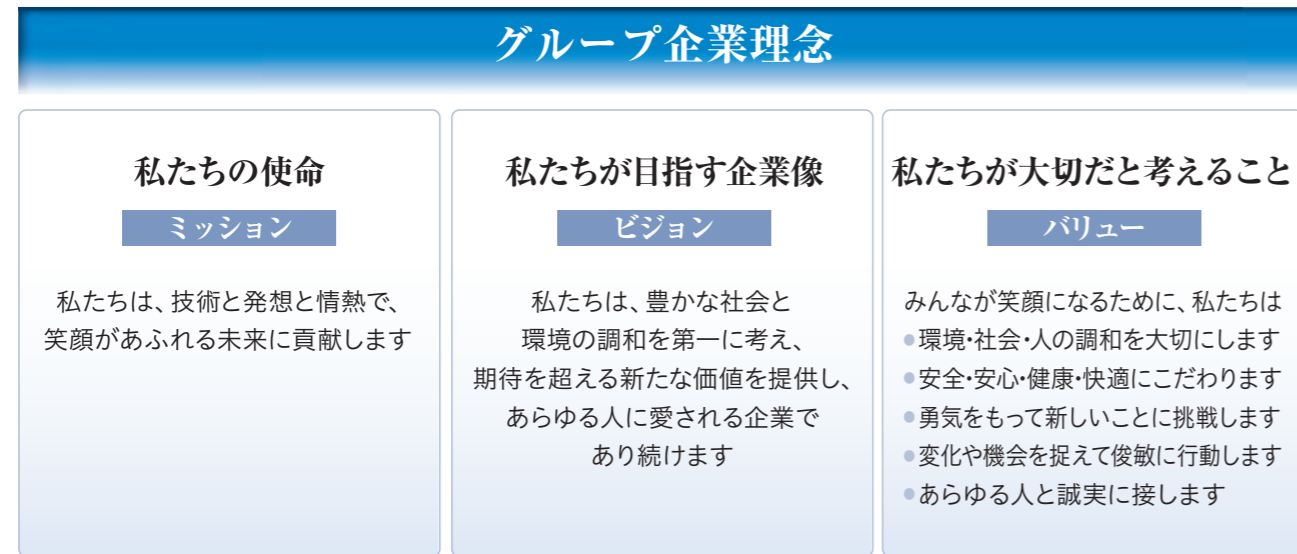 グループ企業理念
私たちの使命
ミッション
私たちは、技術と発想と情熱で、
笑顔があふれる未来に貢献します
私たちが目指す企業像
ビジョン
私たちは、豊かな社会と
環境の調和を第一に考え、
期待を超える新たな価値を提供し、
あらゆる人に愛される企業で
あり続けます
私たちが大切だと考えること
バリュー
みんなが笑顔になるために、私たちは
●環境・社会・人の調和を大切にします
●安全・安心・健康・快適にこだわります
●勇気をもって新しいことに挑戦します
●変化や機会を捉えて俊敏に行動します
●あらゆる人と誠実に接します